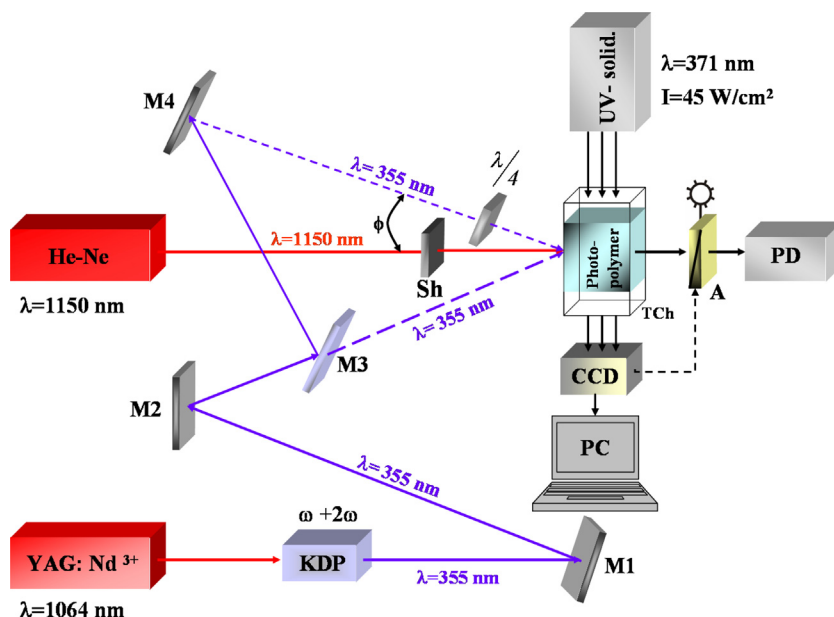 UV- solid.
λ=371 nm
I=45 W/cm²
M4
λ= 355 nm
λ/4
ϕ
He-Ne
λ=1150 nm
λ=1150 nm
Sh
Photo-
polymer
TCh
A
PD
λ= 355 nm
M3
M2
CCD
PC
λ= 355 nm
ω +2ω
YAG: Nd ³⁺
KDP
λ=355 nm
M1
λ=1064 nm